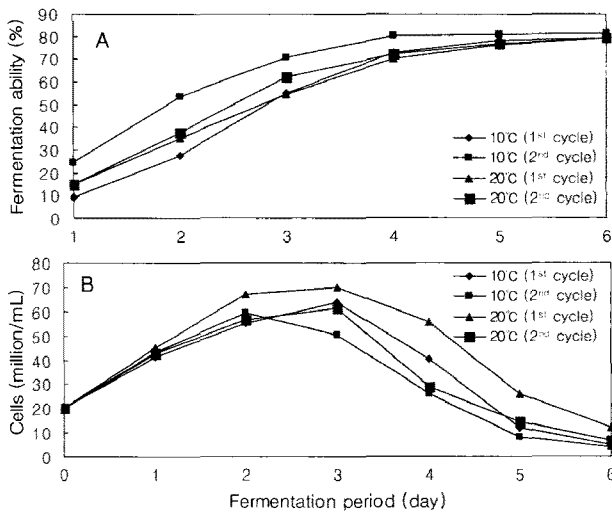 A
Fermentation ability (%)
90
80
70
60
50
40
30
20
10
0
1 2 3 4 5 6
10℃ (1st cycle)
10℃ (2nd cycle)
20℃ (1st cycle)
20℃ (2nd cycle)
B
Cells (million/mL)
80
70
60
50
40
30
20
10
0
0 1 2 3 4 5 6
10℃ (1st cycle)
10℃ (2nd cycle)
20℃ (1st cycle)
20℃ (2nd cycle)
Fermentation period (day)